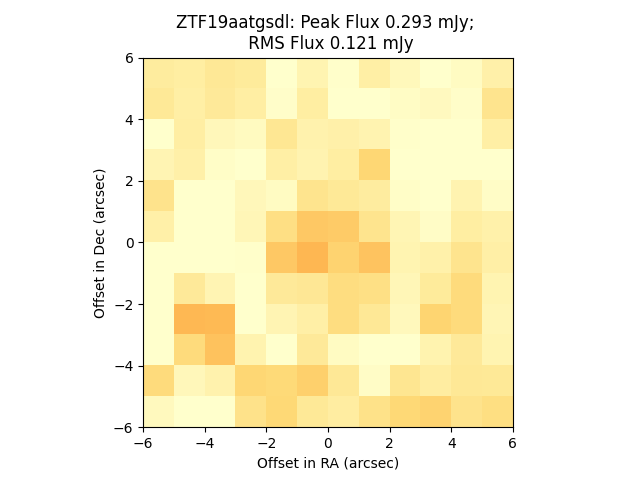 ZTF19aatgsdl: Peak Flux 0.293 mJy;
RMS Flux 0.121 mJy
6
4
2
0
−2
−4
−6
Offset in Dec (arcsec)
−6 −4 −2 0 2 4 6
Offset in RA (arcsec)